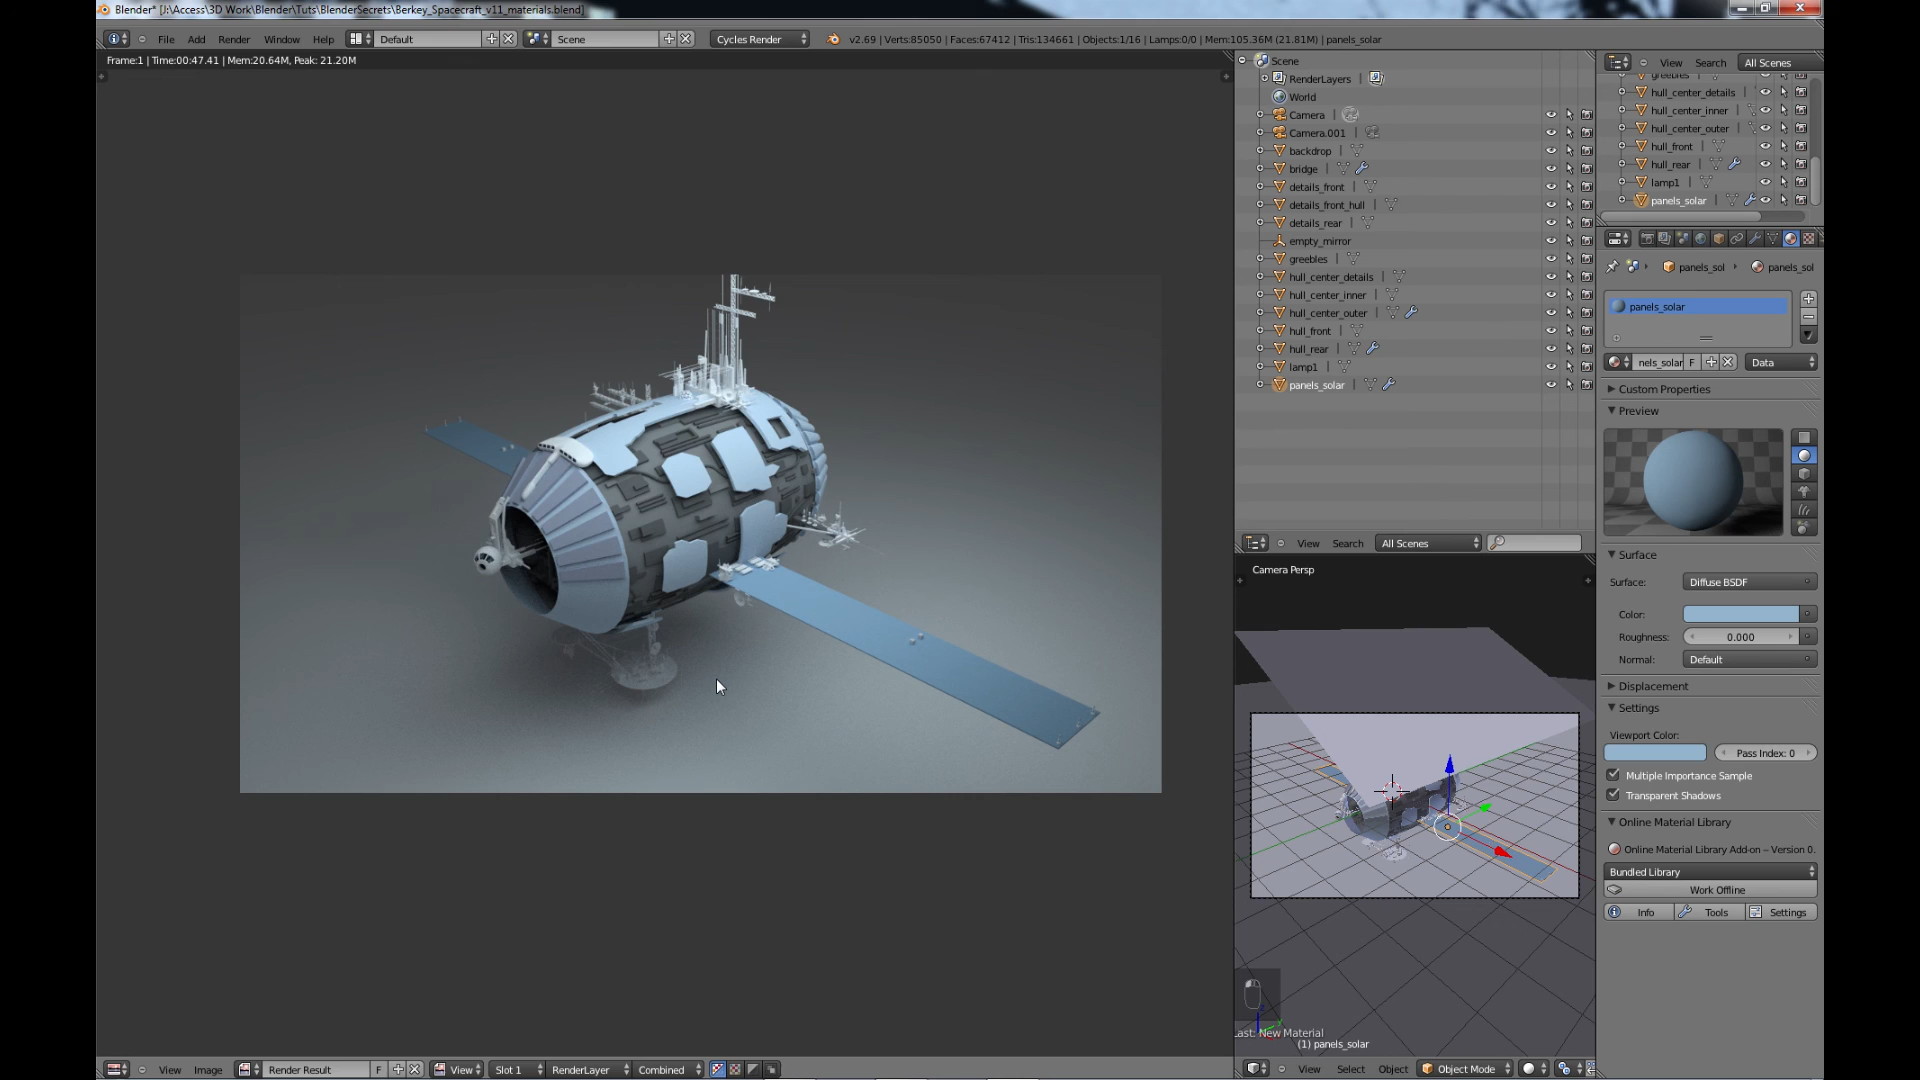 Blender* [J:\Access\3D Work\Blender\Tuts\BlenderSecrets\Berkey_Spacecraft_v11_materials.blend]
File Add Render Window Help Default Scene Cycles Render v2.69 | Verts:85050 | Faces:67412 | Tris:134661 | Objects:1/16 | Lamps:0/0 | Mem:105.36M (21.81M) | panels_solar
Frame:1 | Time:00:47.41 | Mem:20.64M, Peak: 21.20M
Scene
RenderLayers
World
Camera
Camera.001
backdrop
bridge
details_front
details_front_hull
details_rear
empty_mirror
greebles
hull_center_details
hull_center_inner
hull_center_outer
hull_front
hull_rear
lamp1
panels_solar
View Search All Scenes
Camera Persp
Last: New Material
(1) panels_solar
View Select Object Object Mode
View Search All Scenes
greebles
hull_center_details
hull_center_inner
hull_center_outer
hull_front
hull_rear
lamp1
panels_solar
panels_sol panels_sol
panels_solar
nels_solar F Data
Custom Properties
Preview
Surface
Surface: Diffuse BSDF
Color:
Roughness: 0.000
Normal: Default
Displacement
Settings
Viewport Color:
Pass Index: 0
Multiple Importance Sample
Transparent Shadows
Online Material Library
Online Material Library Add-on – Version 0.
Bundled Library
Work Offline
Info Tools Settings
View Image Render Result F View Slot 1 RenderLayer Combined